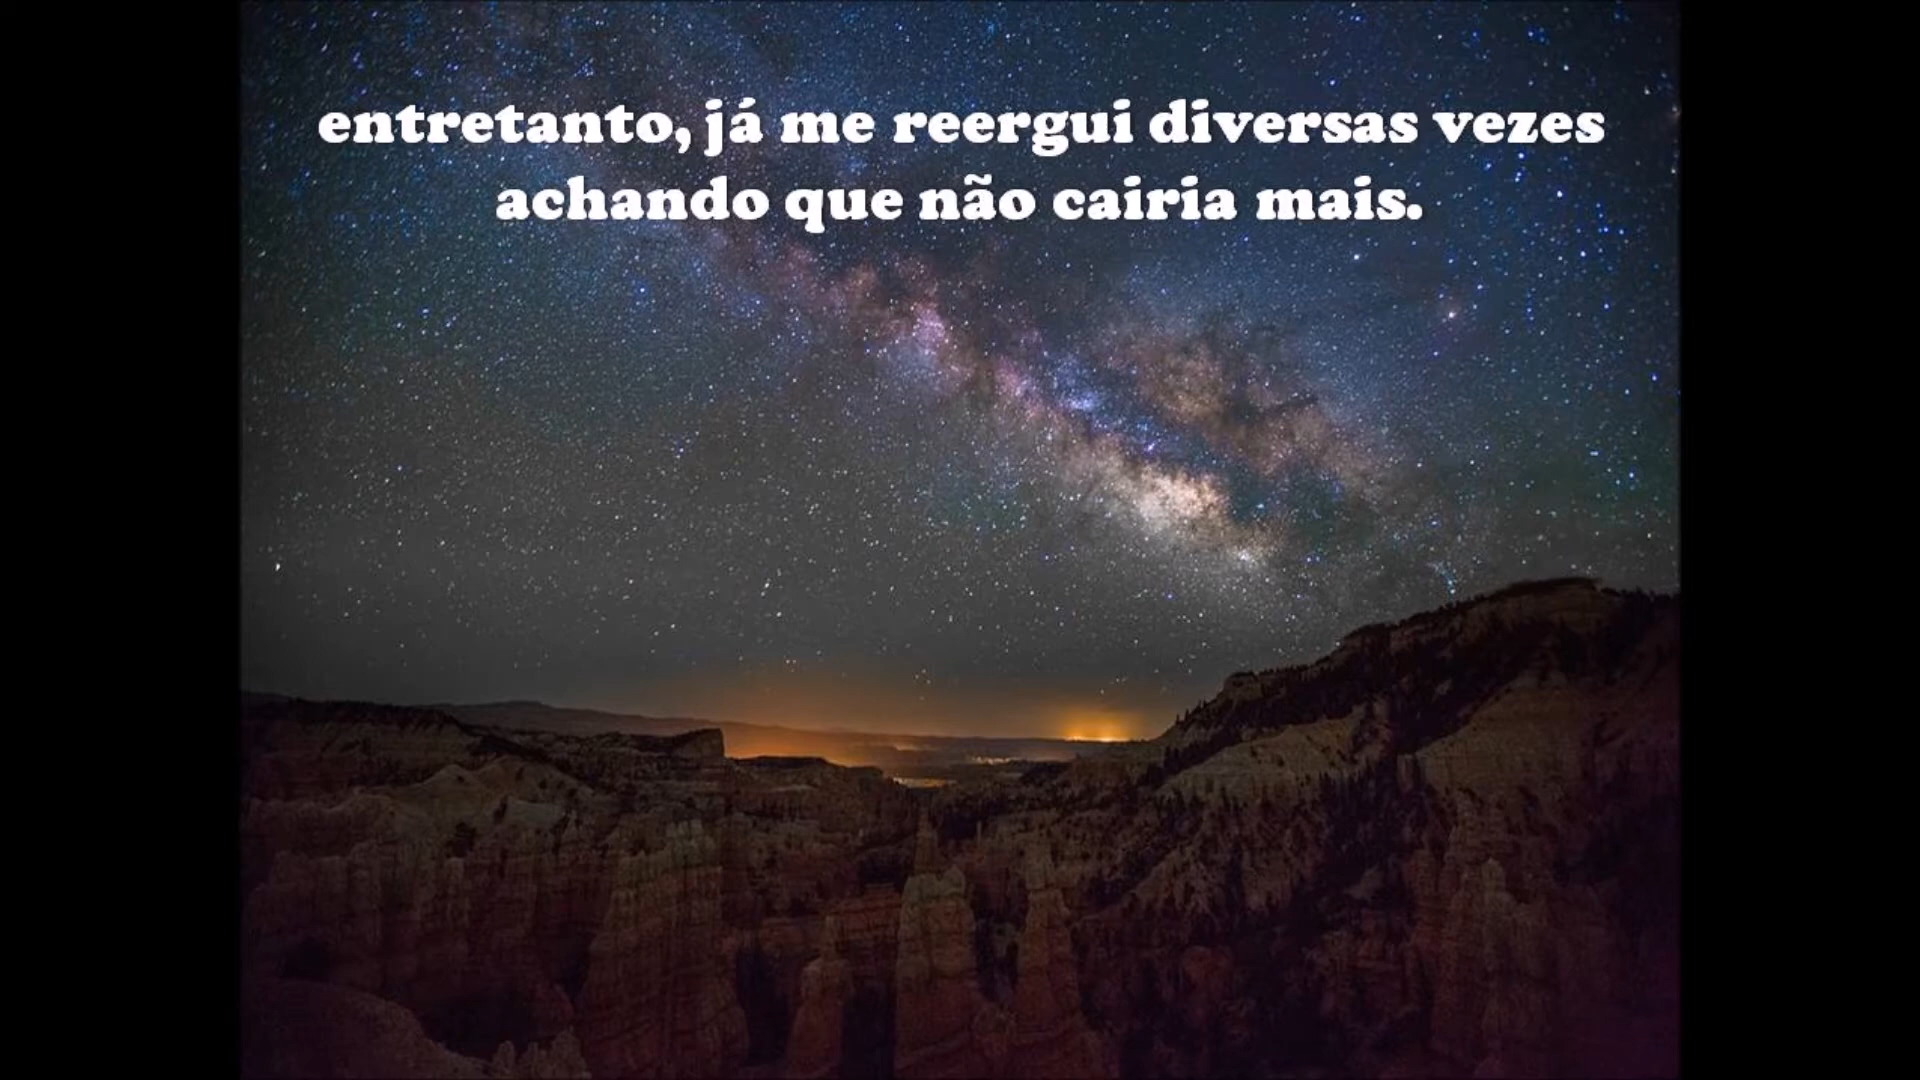 entretanto, já me reergui diversas vezes
achando que não cairia mais.